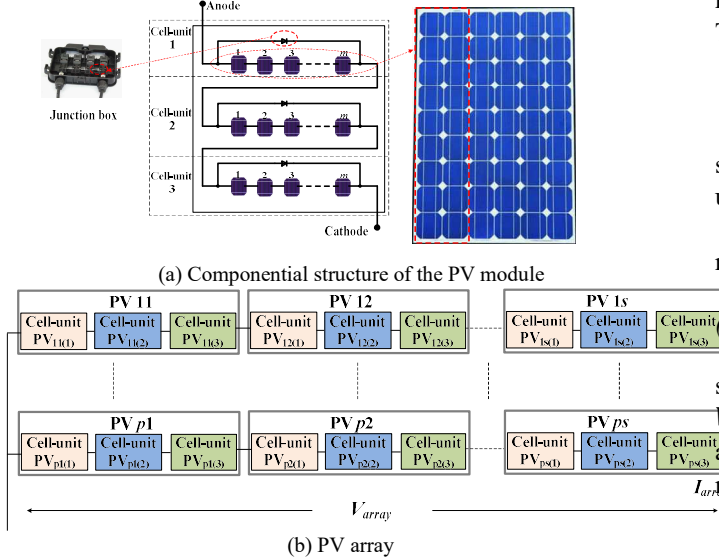 Anode
Cell-unit
1
1 2 3 m
Junction box
Cell-unit
2
1 2 3 m
Cell-unit
3
1 2 3 m
Cathode
(a) Componential structure of the PV module
PV 11 PV 12 PV 1s
Cell-unit Cell-unit Cell-unit Cell-unit Cell-unit Cell-unit Cell-unit Cell-unit Cell-unit
PV11(1) PV11(2) PV11(3) PV12(1) PV12(2) PV12(3) PV1s(1) PV1s(2) PV1s(3)
PV p1 PV p2 PV ps
Cell-unit Cell-unit Cell-unit Cell-unit Cell-unit Cell-unit Cell-unit Cell-unit Cell-unit
PVp1(1) PVp1(2) PVp1(3) PVp2(1) PVp2(2) PVp2(3) PVps(1) PVps(2) PVps(3)
Varray
(b) PV array